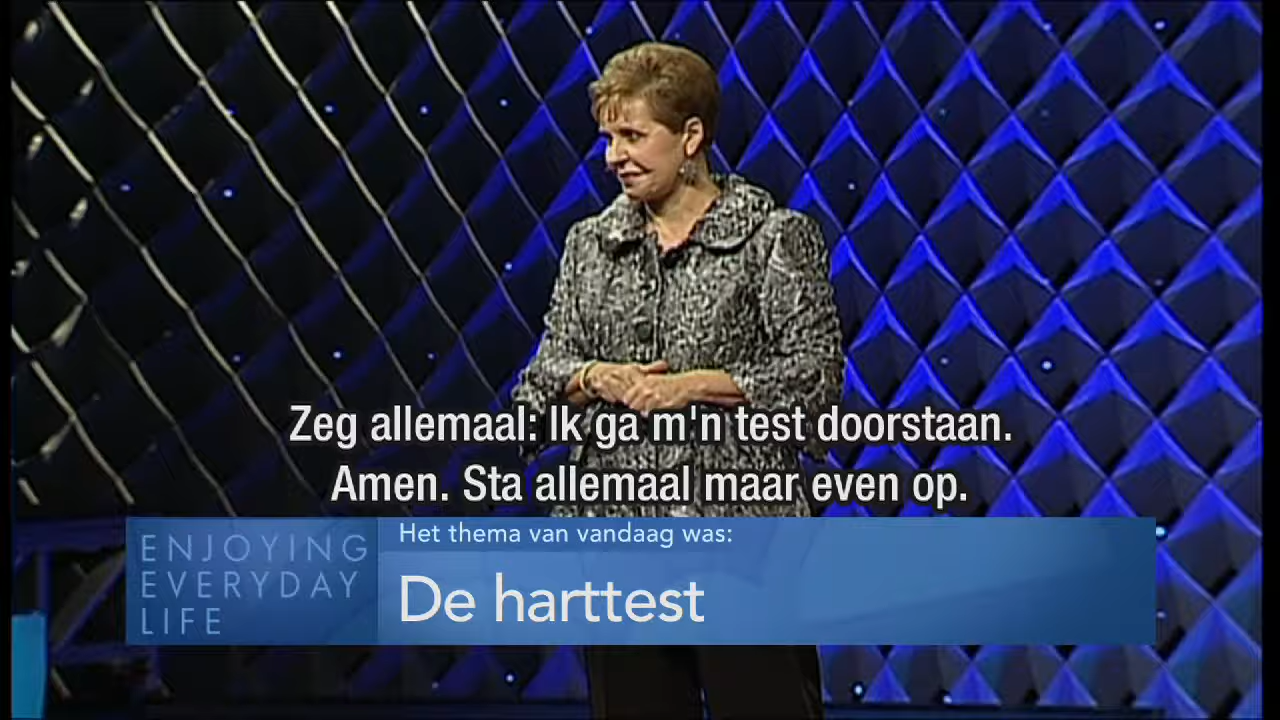 Zeg allemaal: Ik ga m'n test doorstaan.
Amen. Sta allemaal maar even op.
Het thema van vandaag was:
ENJOYING
EVERYDAY
LIFE
De harttest